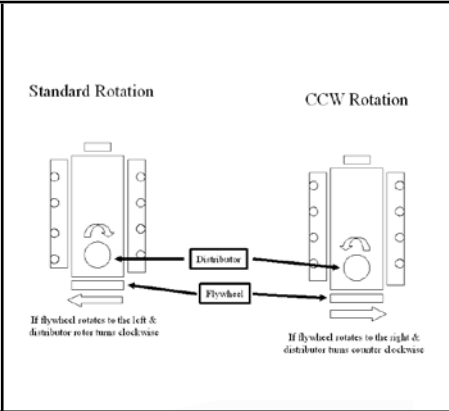 Standard Rotation
CCW Rotation
Distributor
Flywheel
If flywheel rotates to the left &
distributor rotor turns clockwise
If flywheel rotates to the right &
distributor turns counter clockwise